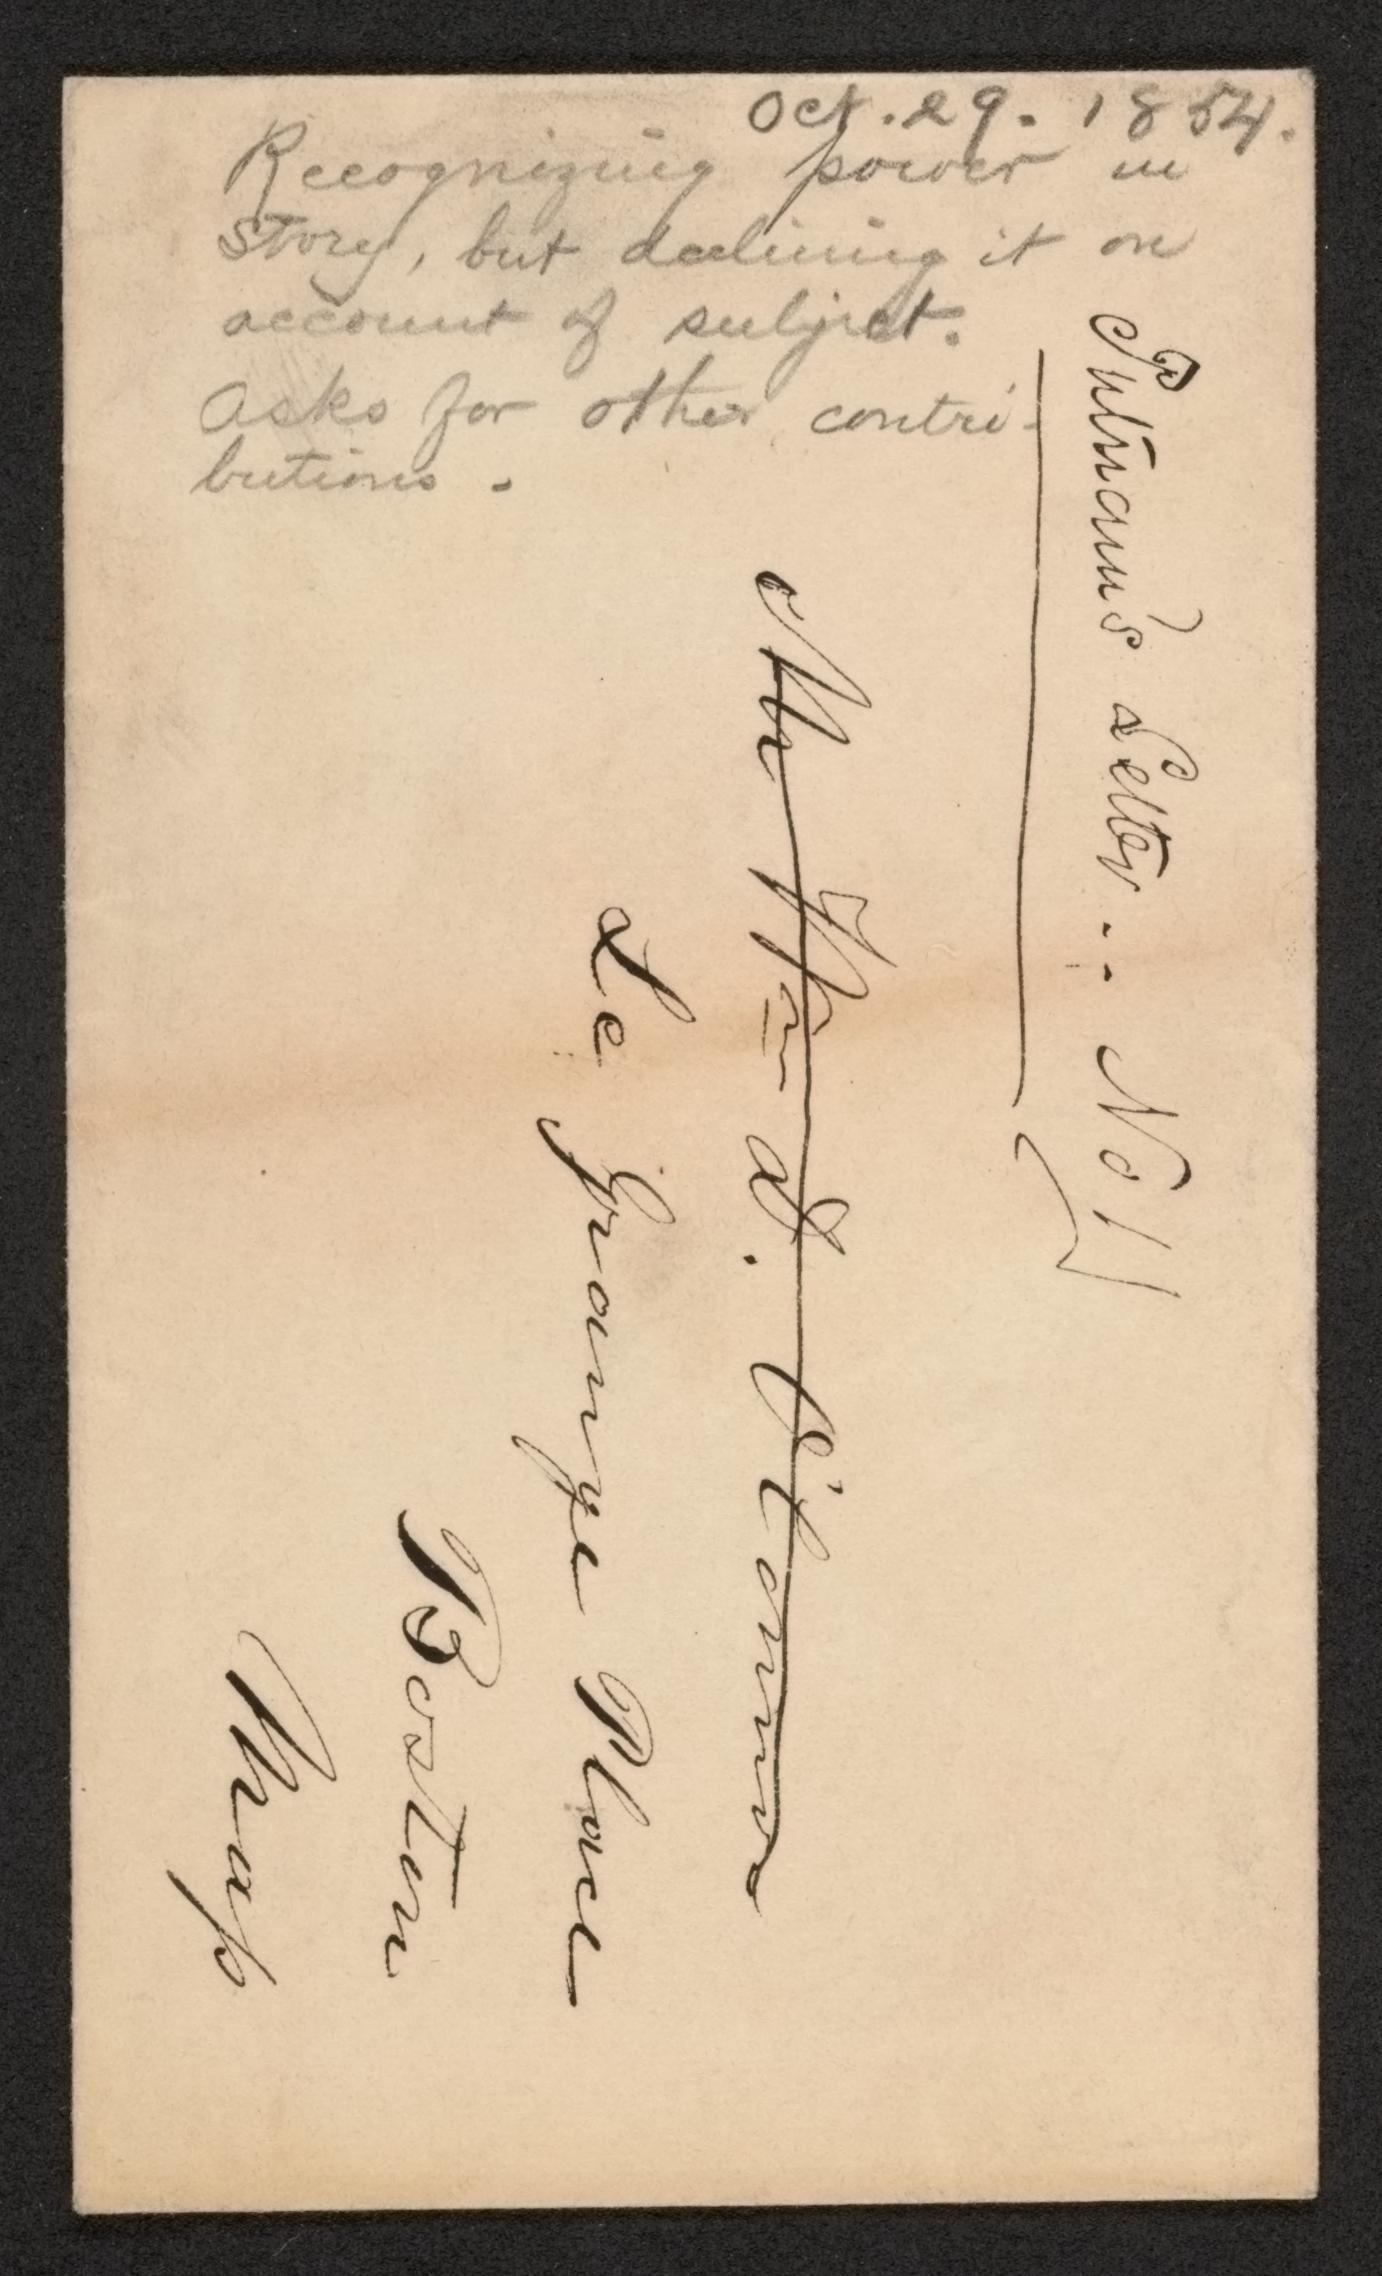 Oct. 29. 1854.
Recognizing power in
story, but declining it on
account of subject.
Asks for other contri-
butions.
Putnam's Letter.. No 1
Mr Wm D. O'Connor
Le Grange Place
Boston
Mass